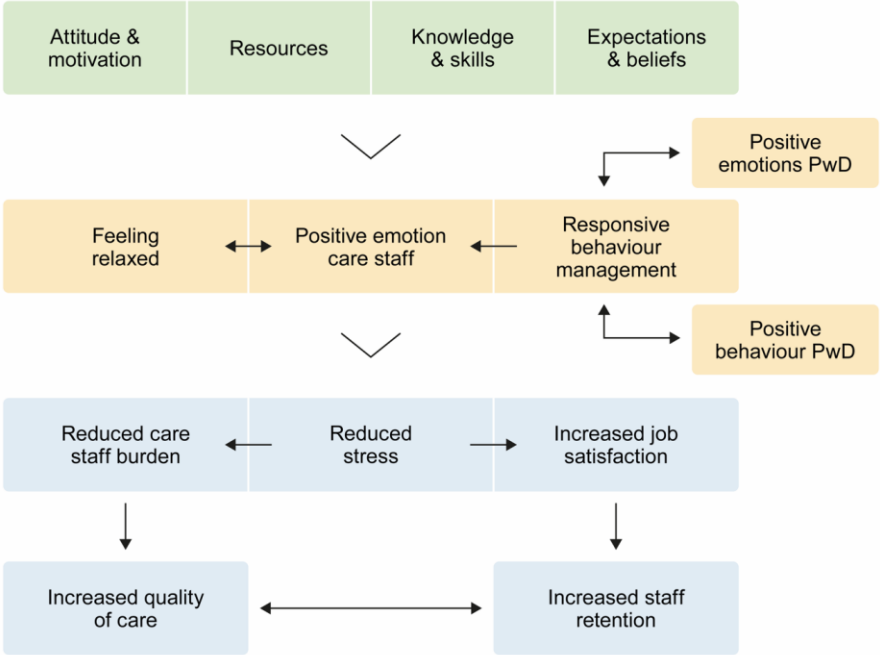 Attitude &
motivation
Resources
Knowledge
& skills
Expectations
& beliefs
Positive
emotions PwD
Feeling
relaxed
Positive emotion
care staff
Responsive
behaviour
management
Positive
behaviour PwD
Reduced care
staff burden
Reduced
stress
Increased job
satisfaction
Increased quality
of care
Increased staff
retention